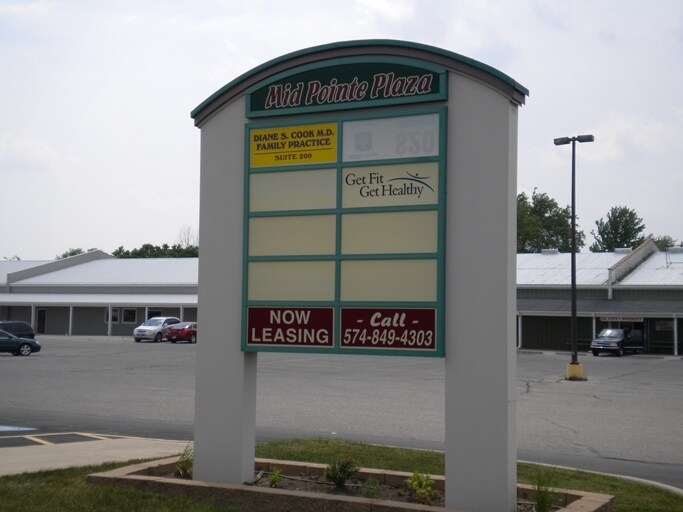 Mid Pointe Plaza
DIANE S. COOK M.D.
FAMILY PRACTICE
SUITE 200
Get Fit
Get Healthy
NOW
LEASING
- Call -
574-849-4303